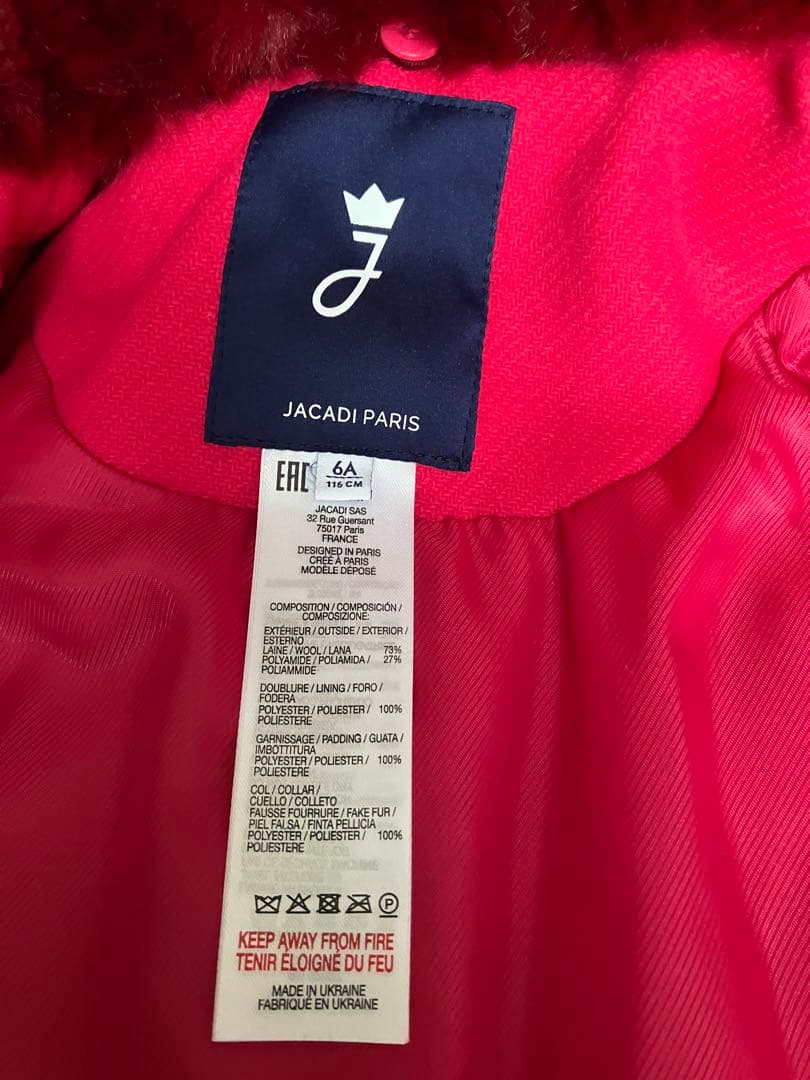 J
JACADI PARIS
EAC
6A
116 CM
JACADI SAS
32 Rue Guersant
75017 Paris
FRANCE
DESIGNED IN PARIS
CRÉÉ À PARIS
MODÈLE DÉPOSÉ
COMPOSITION / COMPOSICIÓN /
COMPOSIZIONE:
EXTÉRIEUR / OUTSIDE / EXTERIOR /
ESTERNO
LAINE / WOOL / LANA 73%
POLYAMIDE / POLIAMIDA / 27%
POLIAMMIDE
DOUBLURE / LINING / FORO /
FODERA
POLYESTER / POLIESTER / 100%
POLIESTERE
GARNISSAGE / PADDING / GUATA /
IMBOTTITURA
POLYESTER / POLIESTER / 100%
POLIESTERE
COL / COLLAR /
CUELLO / COLLETO
FAUSSE FOURRURE / FAKE FUR /
PIEL FALSA / FINTA PELLICIA
POLYESTER / POLIESTER / 100%
POLIESTERE
P
KEEP AWAY FROM FIRE
TENIR ÉLOIGNÉ DU FEU
MADE IN UKRAINE
FABRIQUÉ EN UKRAINE